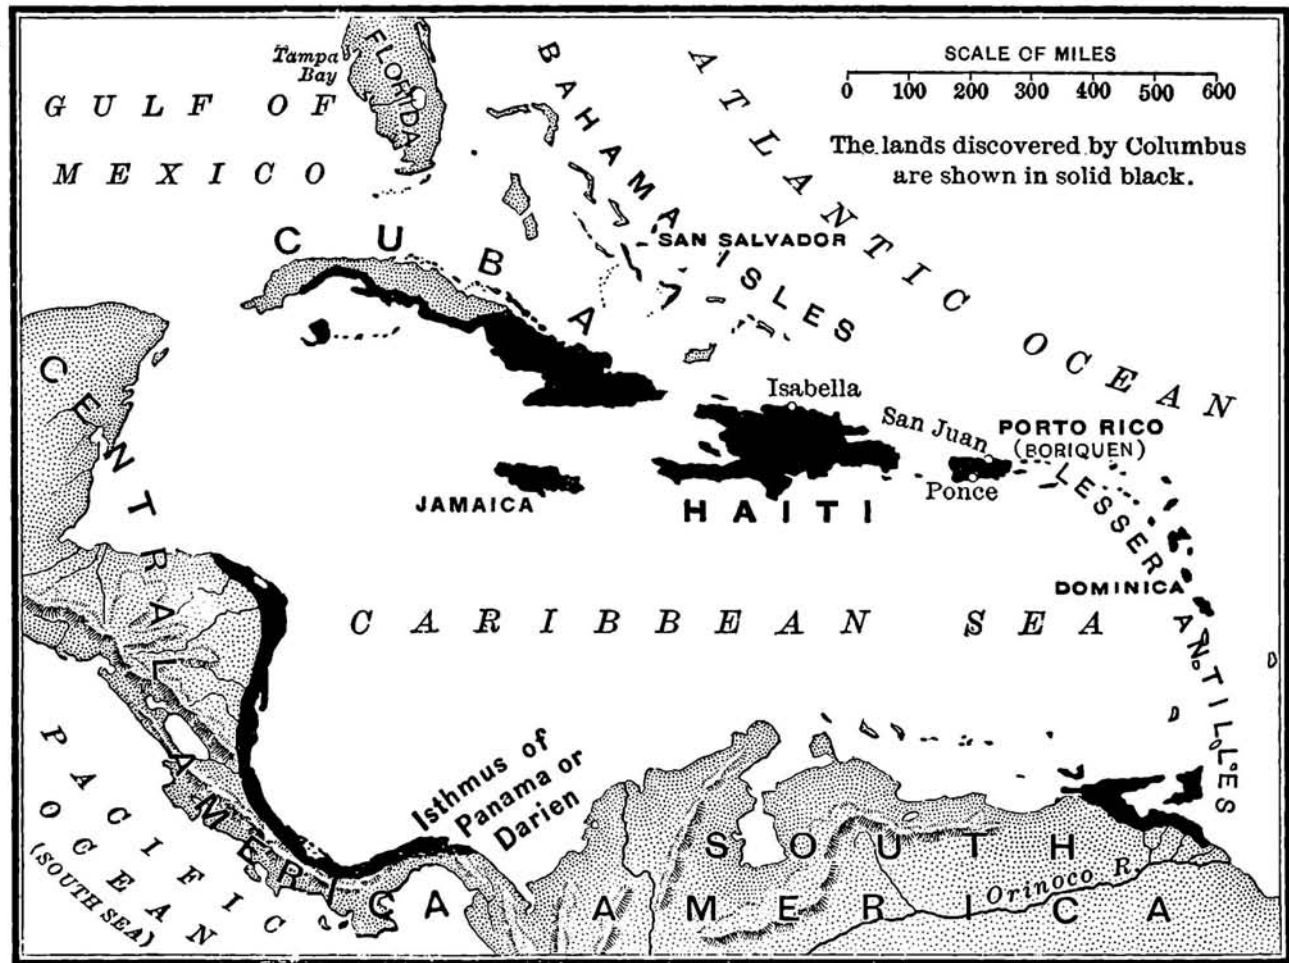 Tampa
Bay
FLORIDA
GULF OF
MEXICO
BAHAMA ISLES
ATLANTIC OCEAN
SCALE OF MILES
0 100 200 300 400 500 600
The lands discovered by Columbus
are shown in solid black.
SAN SALVADOR
CUBA
Isabella
San Juan
PORTO RICO
(BORIQUEN)
Ponce
JAMAICA
HAITI
LESSER ANTILLES
DOMINICA
CARIBBEAN SEA
CENTRAL AMERICA
PACIFIC
OCEAN
(SOUTH SEA)
Isthmus of
Panama or
Darien
SOUTH
AMERICA
Orinoco R.